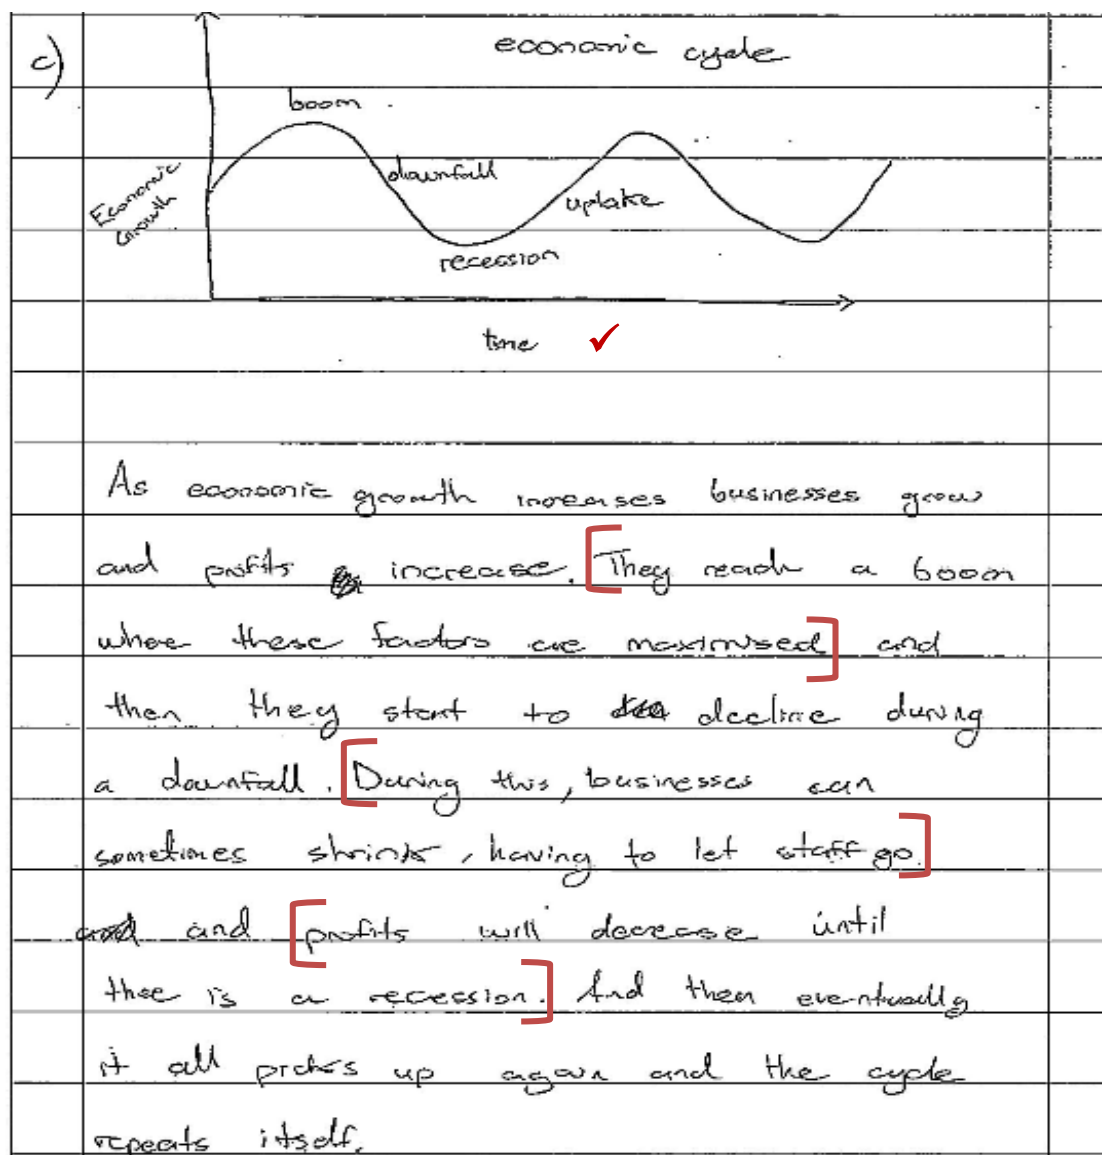 c)
economic cycle
boom
downfall
Economic
Growth
uptake
recession
time
As economic growth increases businesses grow
and profits increase. They reach a boom
where these factors are maximised and
then they start to decline during
a downfall. During this, businesses can
sometimes shrink, having to let staff go.
and profits will decrease until
there is a recession. And then eventually
it all picks up again and the cycle
repeats itself.